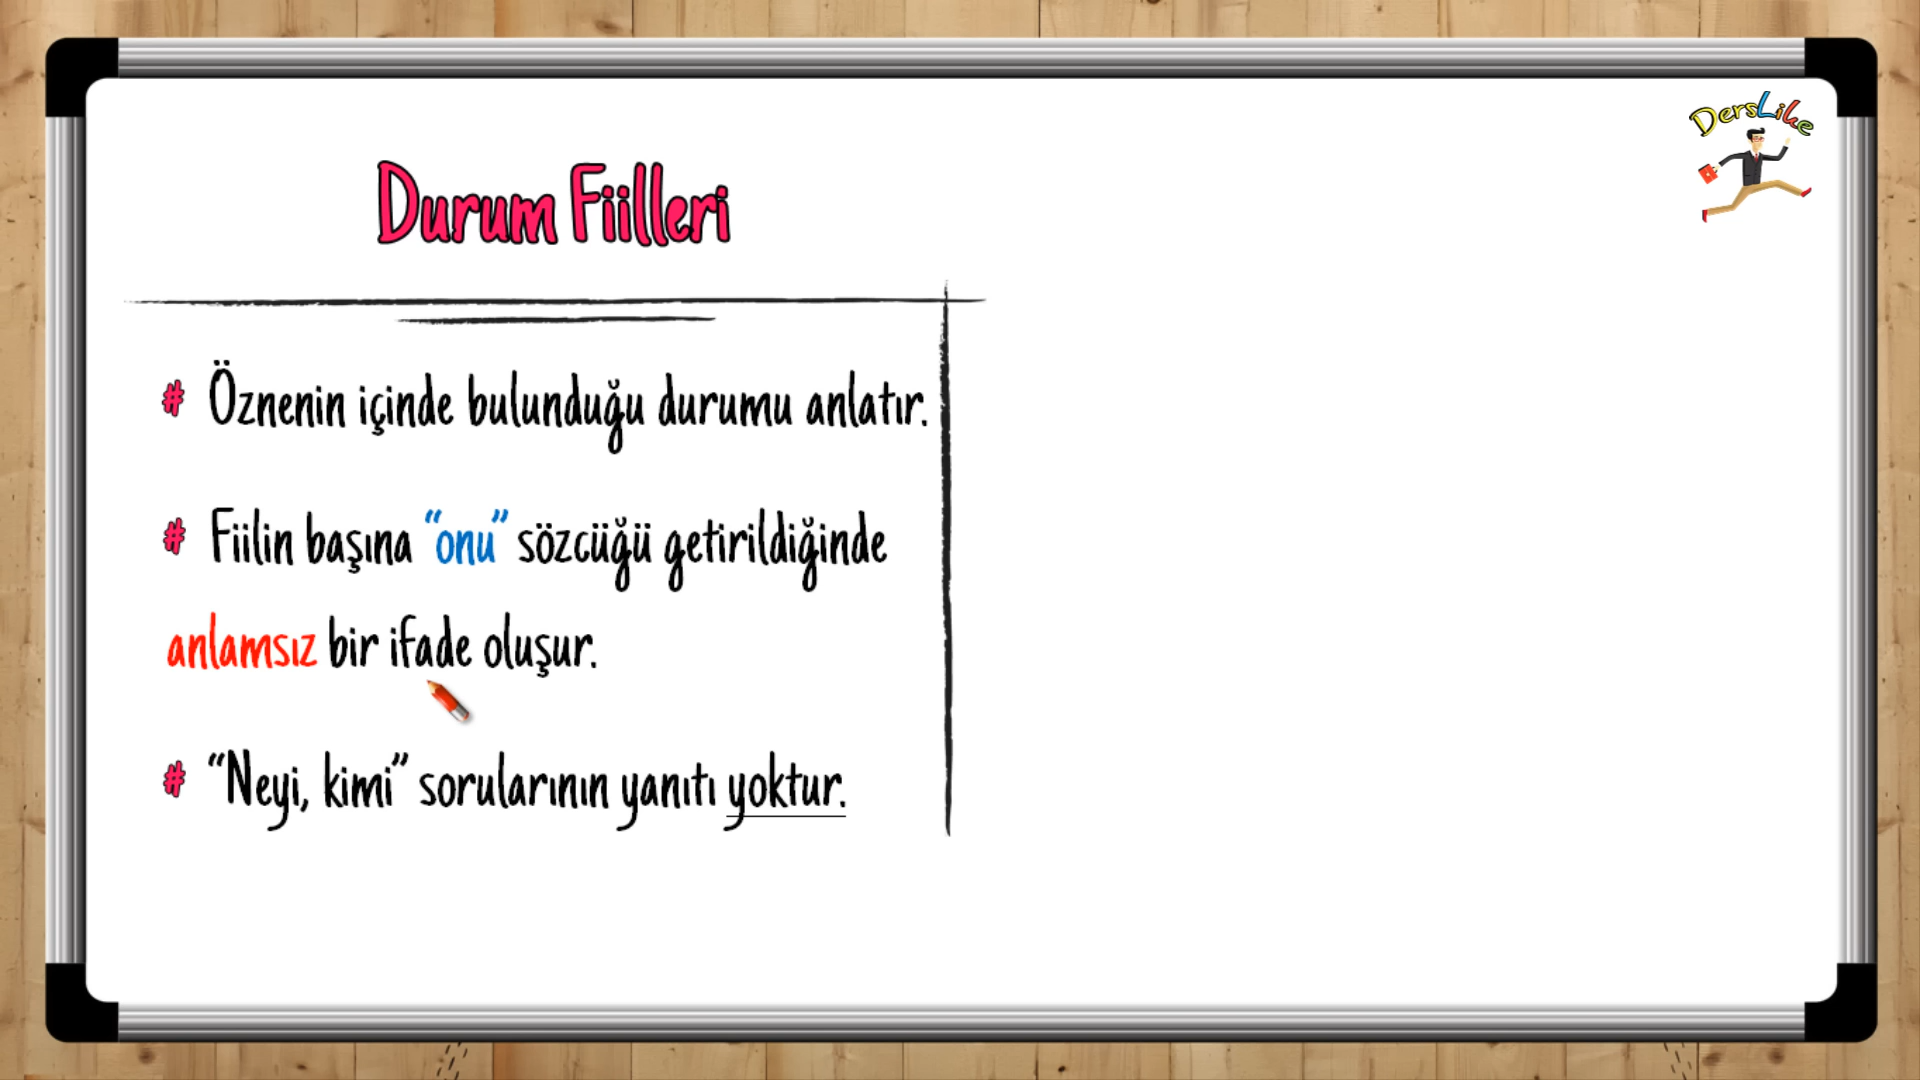 DersLike
Durum Fiilleri
# Öznenin içinde bulunduğu durumu anlatır.
# Fiilin başına “onu” sözcüğü getirildiğinde
anlamsız bir ifade oluşur.
# “Neyi, kimi” sorularının yanıtı yoktur.